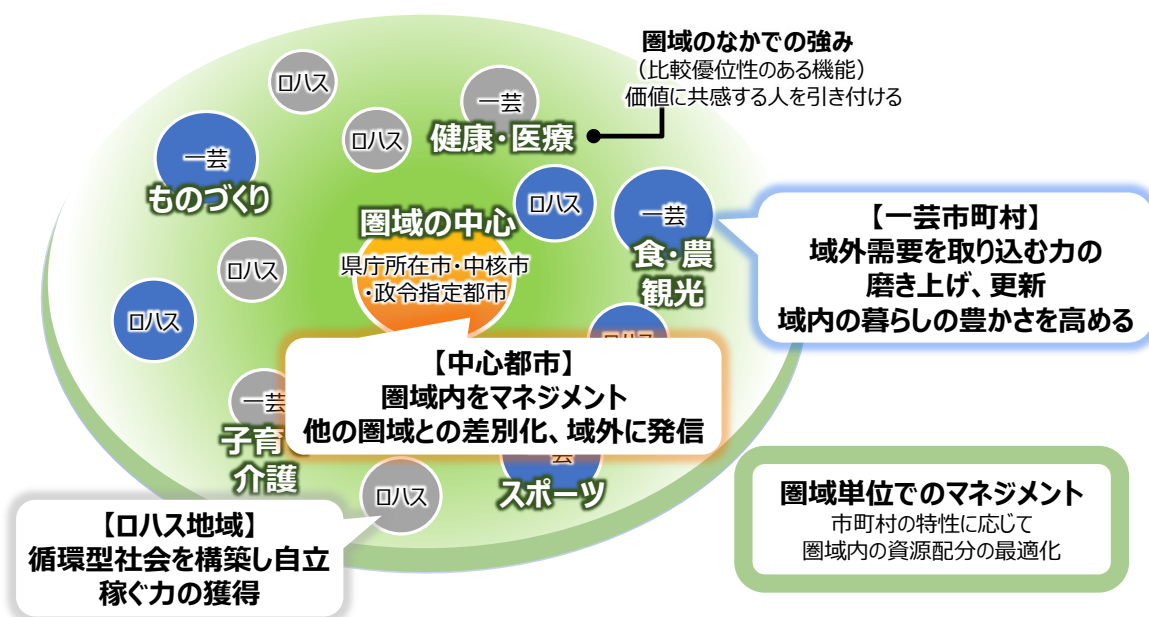 圏域のなかでの強み
（比較優位性のある機能）
価値に共感する人を引き付ける
ロハス
一芸
健康・医療
ロハス
一芸
ものづくり
ロハス
一芸
食・農
観光
圏域の中心
県庁所在市・中核市
・政令指定都市
ロハス
ロハス
【一芸市町村】
域外需要を取り込む力の
磨き上げ、更新
域内の暮らしの豊かさを高める
【中心都市】
圏域内をマネジメント
他の圏域との差別化、域外に発信
一芸
子育
介護
ロハス
スポーツ
【ロハス地域】
循環型社会を構築し自立
稼ぐ力の獲得
圏域単位でのマネジメント
市町村の特性に応じて
圏域内の資源配分の最適化